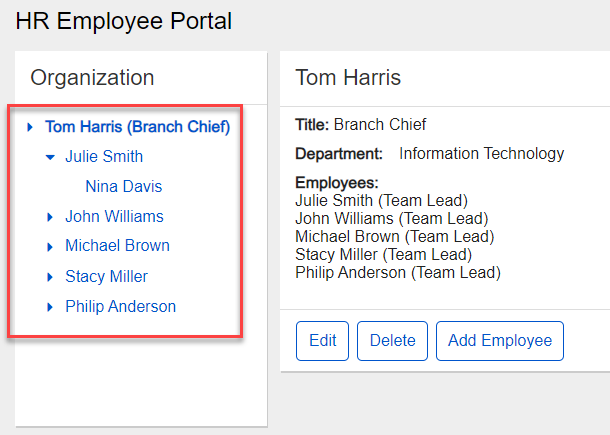 HR Employee Portal
Organization
Tom Harris (Branch Chief)
Julie Smith
Nina Davis
John Williams
Michael Brown
Stacy Miller
Philip Anderson
Tom Harris
Title: Branch Chief
Department: Information Technology
Employees:
Julie Smith (Team Lead)
John Williams (Team Lead)
Michael Brown (Team Lead)
Stacy Miller (Team Lead)
Philip Anderson (Team Lead)
Edit Delete Add Employee